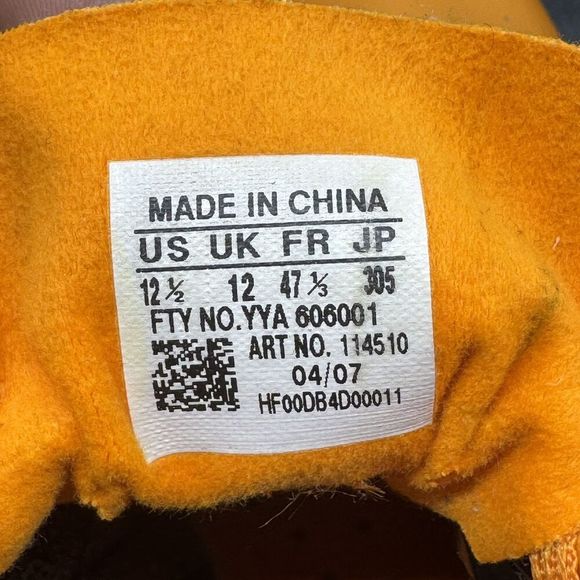 MADE IN CHINA
US UK FR JP
12 ½ 12 47 ⅓ 305
FTY NO.YYA 606001
ART NO. 114510
04/07
HF00DB4D00011